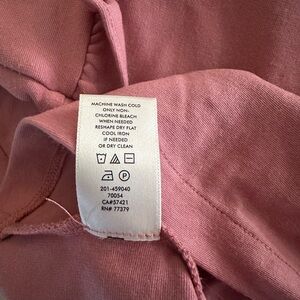 MACHINE WASH COLD
ONLY NON-
CHLORINE BLEACH
WHEN NEEDED
RESHAPE DRY FLAT
COOL IRON
IF NEEDED
OR DRY CLEAN
P
201-459040
70054
CA#57421
RN# 77379